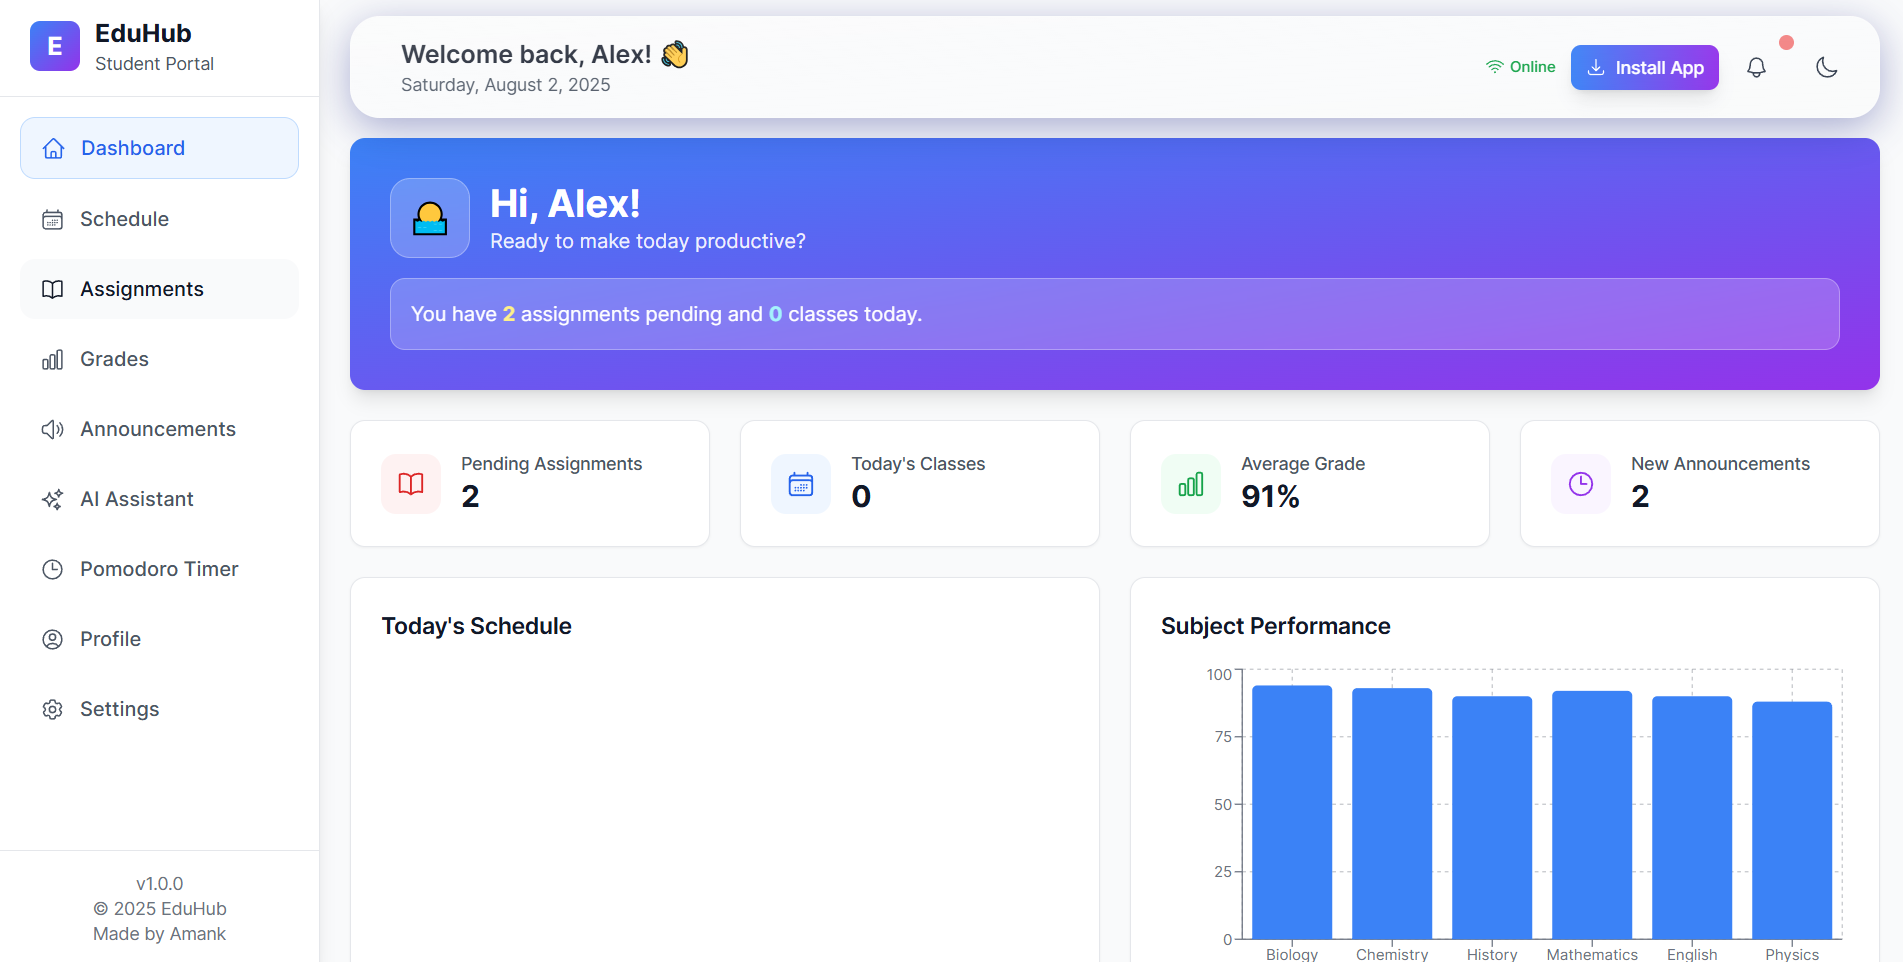 E
EduHub
Student Portal
Dashboard
Schedule
Assignments
Grades
Announcements
AI Assistant
Pomodoro Timer
Profile
Settings
v1.0.0
© 2025 EduHub
Made by Amank
Welcome back, Alex! 👋
Saturday, August 2, 2025
Online
Install App
Hi, Alex!
Ready to make today productive?
You have 2 assignments pending and 0 classes today.
Pending Assignments
2
Today's Classes
0
Average Grade
91%
New Announcements
2
Today's Schedule
Subject Performance
100
75
50
25
0
Biology Chemistry History Mathematics English Physics